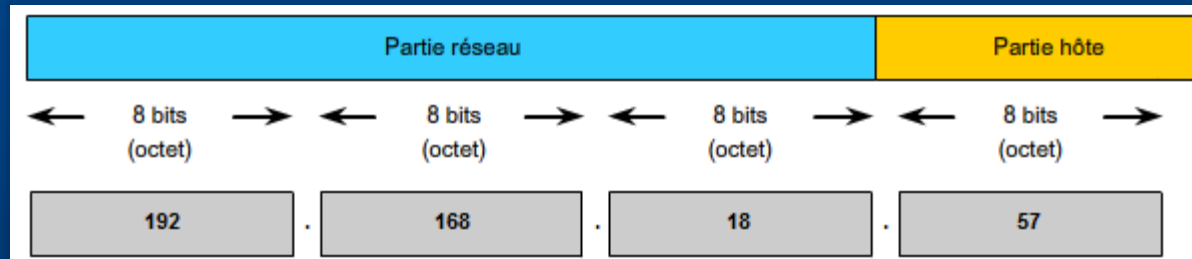 Partie réseau Partie hôte
8 bits 8 bits 8 bits 8 bits
(octet) (octet) (octet) (octet)
192 . 168 . 18 . 57